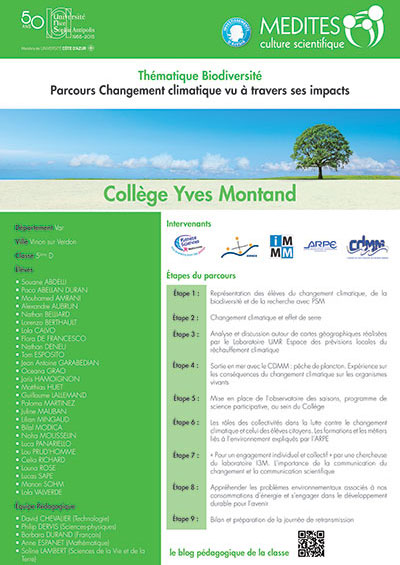 50
ANS
Université
Nice
Sophia Antipolis
1965-2015
Membre de UNIVERSITÉ CÔTE D'AZUR
INVESTISSEMENTS
D'AVENIR
MEDITES
culture scientifique
Thématique Biodiversité
Parcours Changement climatique vu à travers ses impacts
Collège Yves Montand
Département Var
Ville Vinon sur Verdon
Classe 5ème D
Élèves
• Souane ABDELLI
• Paco ABELLAN DURAN
• Mouhamed AMRANI
• Alexandre AUBRUN
• Nathan BELLIARD
• Lorenzo BERTHAULT
• Lola CALVO
• Flora DE FRANCESCO
• Nathan DENEU
• Tom ESPOSITO
• Jean Antoine GARABEDIAN
• Oceana GRAO
• Joris HAMOIGNON
• Matthias HUET
• Guillaume LALLEMAND
• Paloma MARTINEZ
• Juline MAUBAN
• Lilian MINGAUD
• Bilal MODICA
• Noha MOUSSELIN
• Luca PANARIELLO
• Lou PRUD'HOMME
• Celia RICHARD
• Louna ROSE
• Lucas SAPE
• Manon SOHM
• Lola VALVERDE
Équipe Pédagogique
• David CHEVALIER (Technologie)
• Philip DERVIS (Sciences-physiques)
• Barbara DURAND (Français)
• Anne ESPANET (Mathématique)
• Soline LAMBERT (Sciences de la Vie et de la
Terre)
Intervenants
iMMM
ARPE
cdmm
Étapes du parcours
Étape 1 : Représentation des élèves du changement climatique, de la
biodiversité et de la recherche avec PSM
Étape 2 : Changement climatique et effet de serre
Étape 3 : Analyse et discussion autour de cartes géographiques réalisées
par le Laboratoire UMR Espace des prévisions locales du
réchauffement climatique
Étape 4 : Sortie en mer avec le CDMM : pêche de plancton. Expérience sur
les conséquences du changement climatique sur les organismes
vivants
Étape 5 : Mise en place de l'observatoire des saisons, programme de
science participative, au sein du Collège
Étape 6 : Les rôles des collectivités dans la lutte contre le changement
climatique et celui des élèves citoyens. Les formations et les métiers
liés à l'environnement expliqués par l'ARPE
Étape 7 : « Pour un engagement individuel et collectif » par une chercheuse
du laboratoire I3M. L'importance de la communication du
changement et la communication scientifique
Étape 8 : Appréhender les problèmes environnementaux associés à nos
consommations d'énergie et s'engager dans le développement
durable pour l'avenir
Étape 9 : Bilan et préparation de la journée de retransmission
le blog pédagogique de la classe